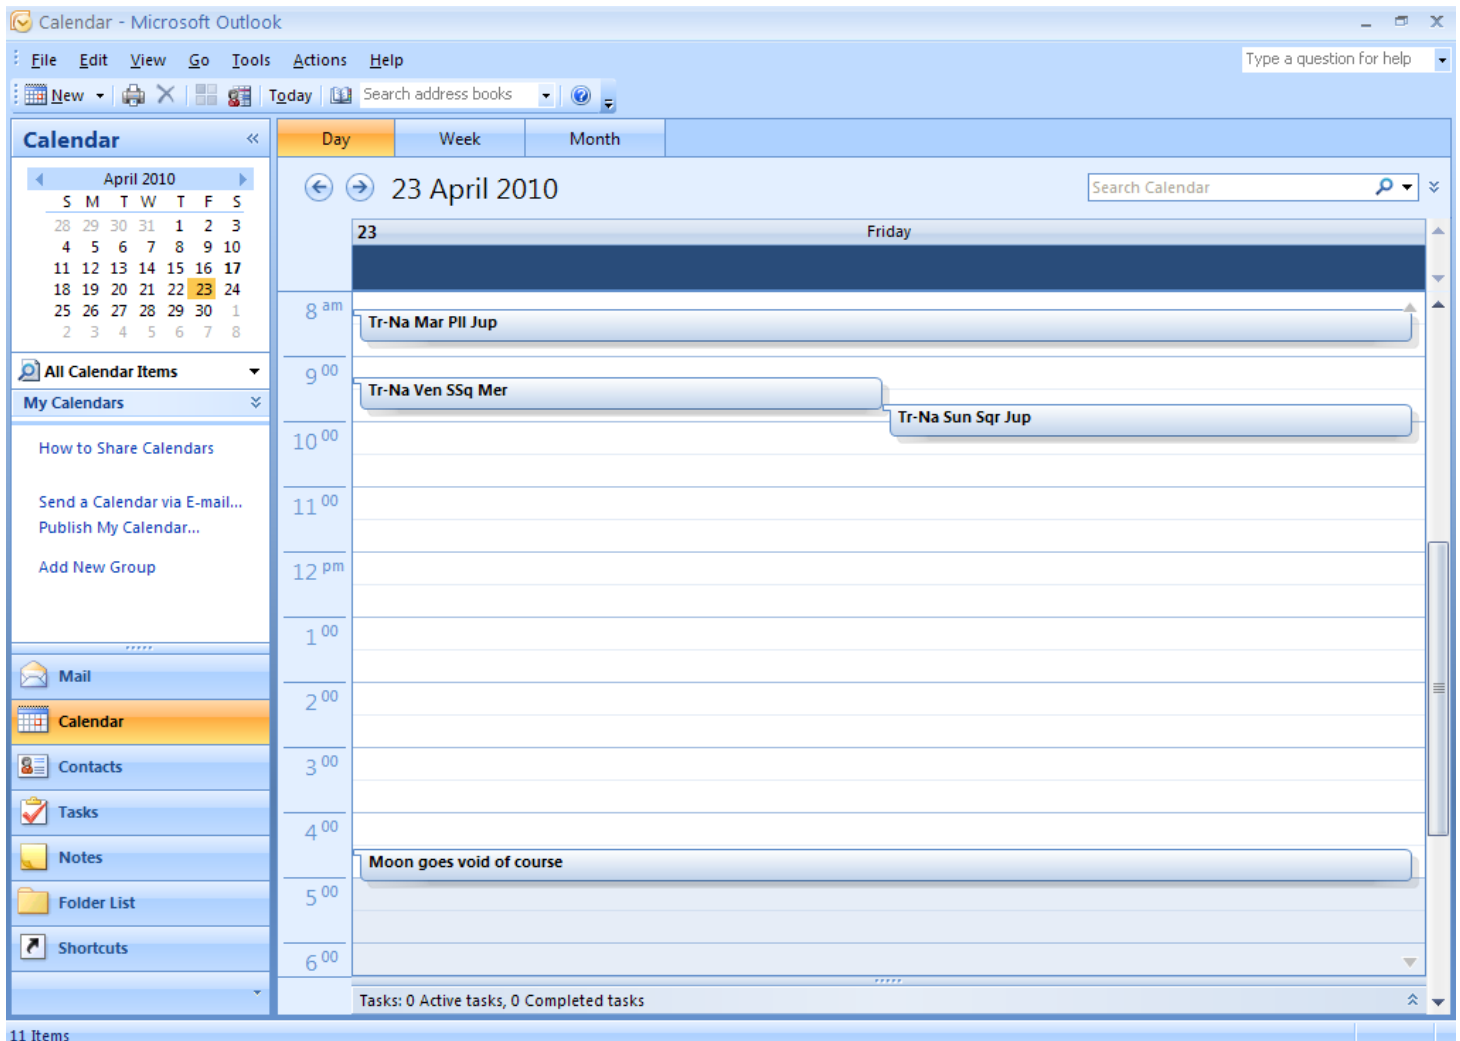 Calendar - Microsoft Outlook
File Edit View Go Tools Actions Help
Type a question for help
New Today Search address books
Calendar «
Day Week Month
April 2010
S M T W T F S
28 29 30 31 1 2 3
4 5 6 7 8 9 10
11 12 13 14 15 16 17
18 19 20 21 22 23 24
25 26 27 28 29 30 1
2 3 4 5 6 7 8
All Calendar Items
My Calendars
How to Share Calendars
Send a Calendar via E-mail...
Publish My Calendar...
Add New Group
Mail
Calendar
Contacts
Tasks
Notes
Folder List
Shortcuts
23 April 2010
Search Calendar
23 Friday
8 am
Tr-Na Mar Pll Jup
9 00
Tr-Na Ven SSq Mer
Tr-Na Sun Sqr Jup
10 00
11 00
12 pm
1 00
2 00
3 00
4 00
Moon goes void of course
5 00
6 00
Tasks: 0 Active tasks, 0 Completed tasks
11 Items